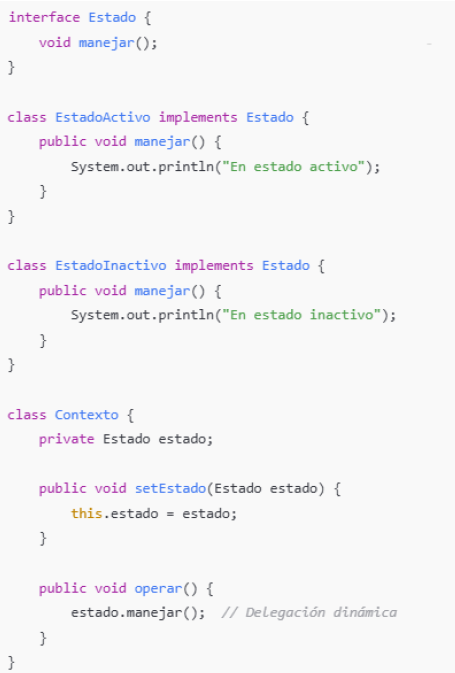 interface Estado {
    void manejar();
}

class EstadoActivo implements Estado {
    public void manejar() {
        System.out.println("En estado activo");
    }
}

class EstadoInactivo implements Estado {
    public void manejar() {
        System.out.println("En estado inactivo");
    }
}

class Contexto {
    private Estado estado;

    public void setEstado(Estado estado) {
        this.estado = estado;
    }

    public void operar() {
        estado.manejar();  // Delegación dinámica
    }
}